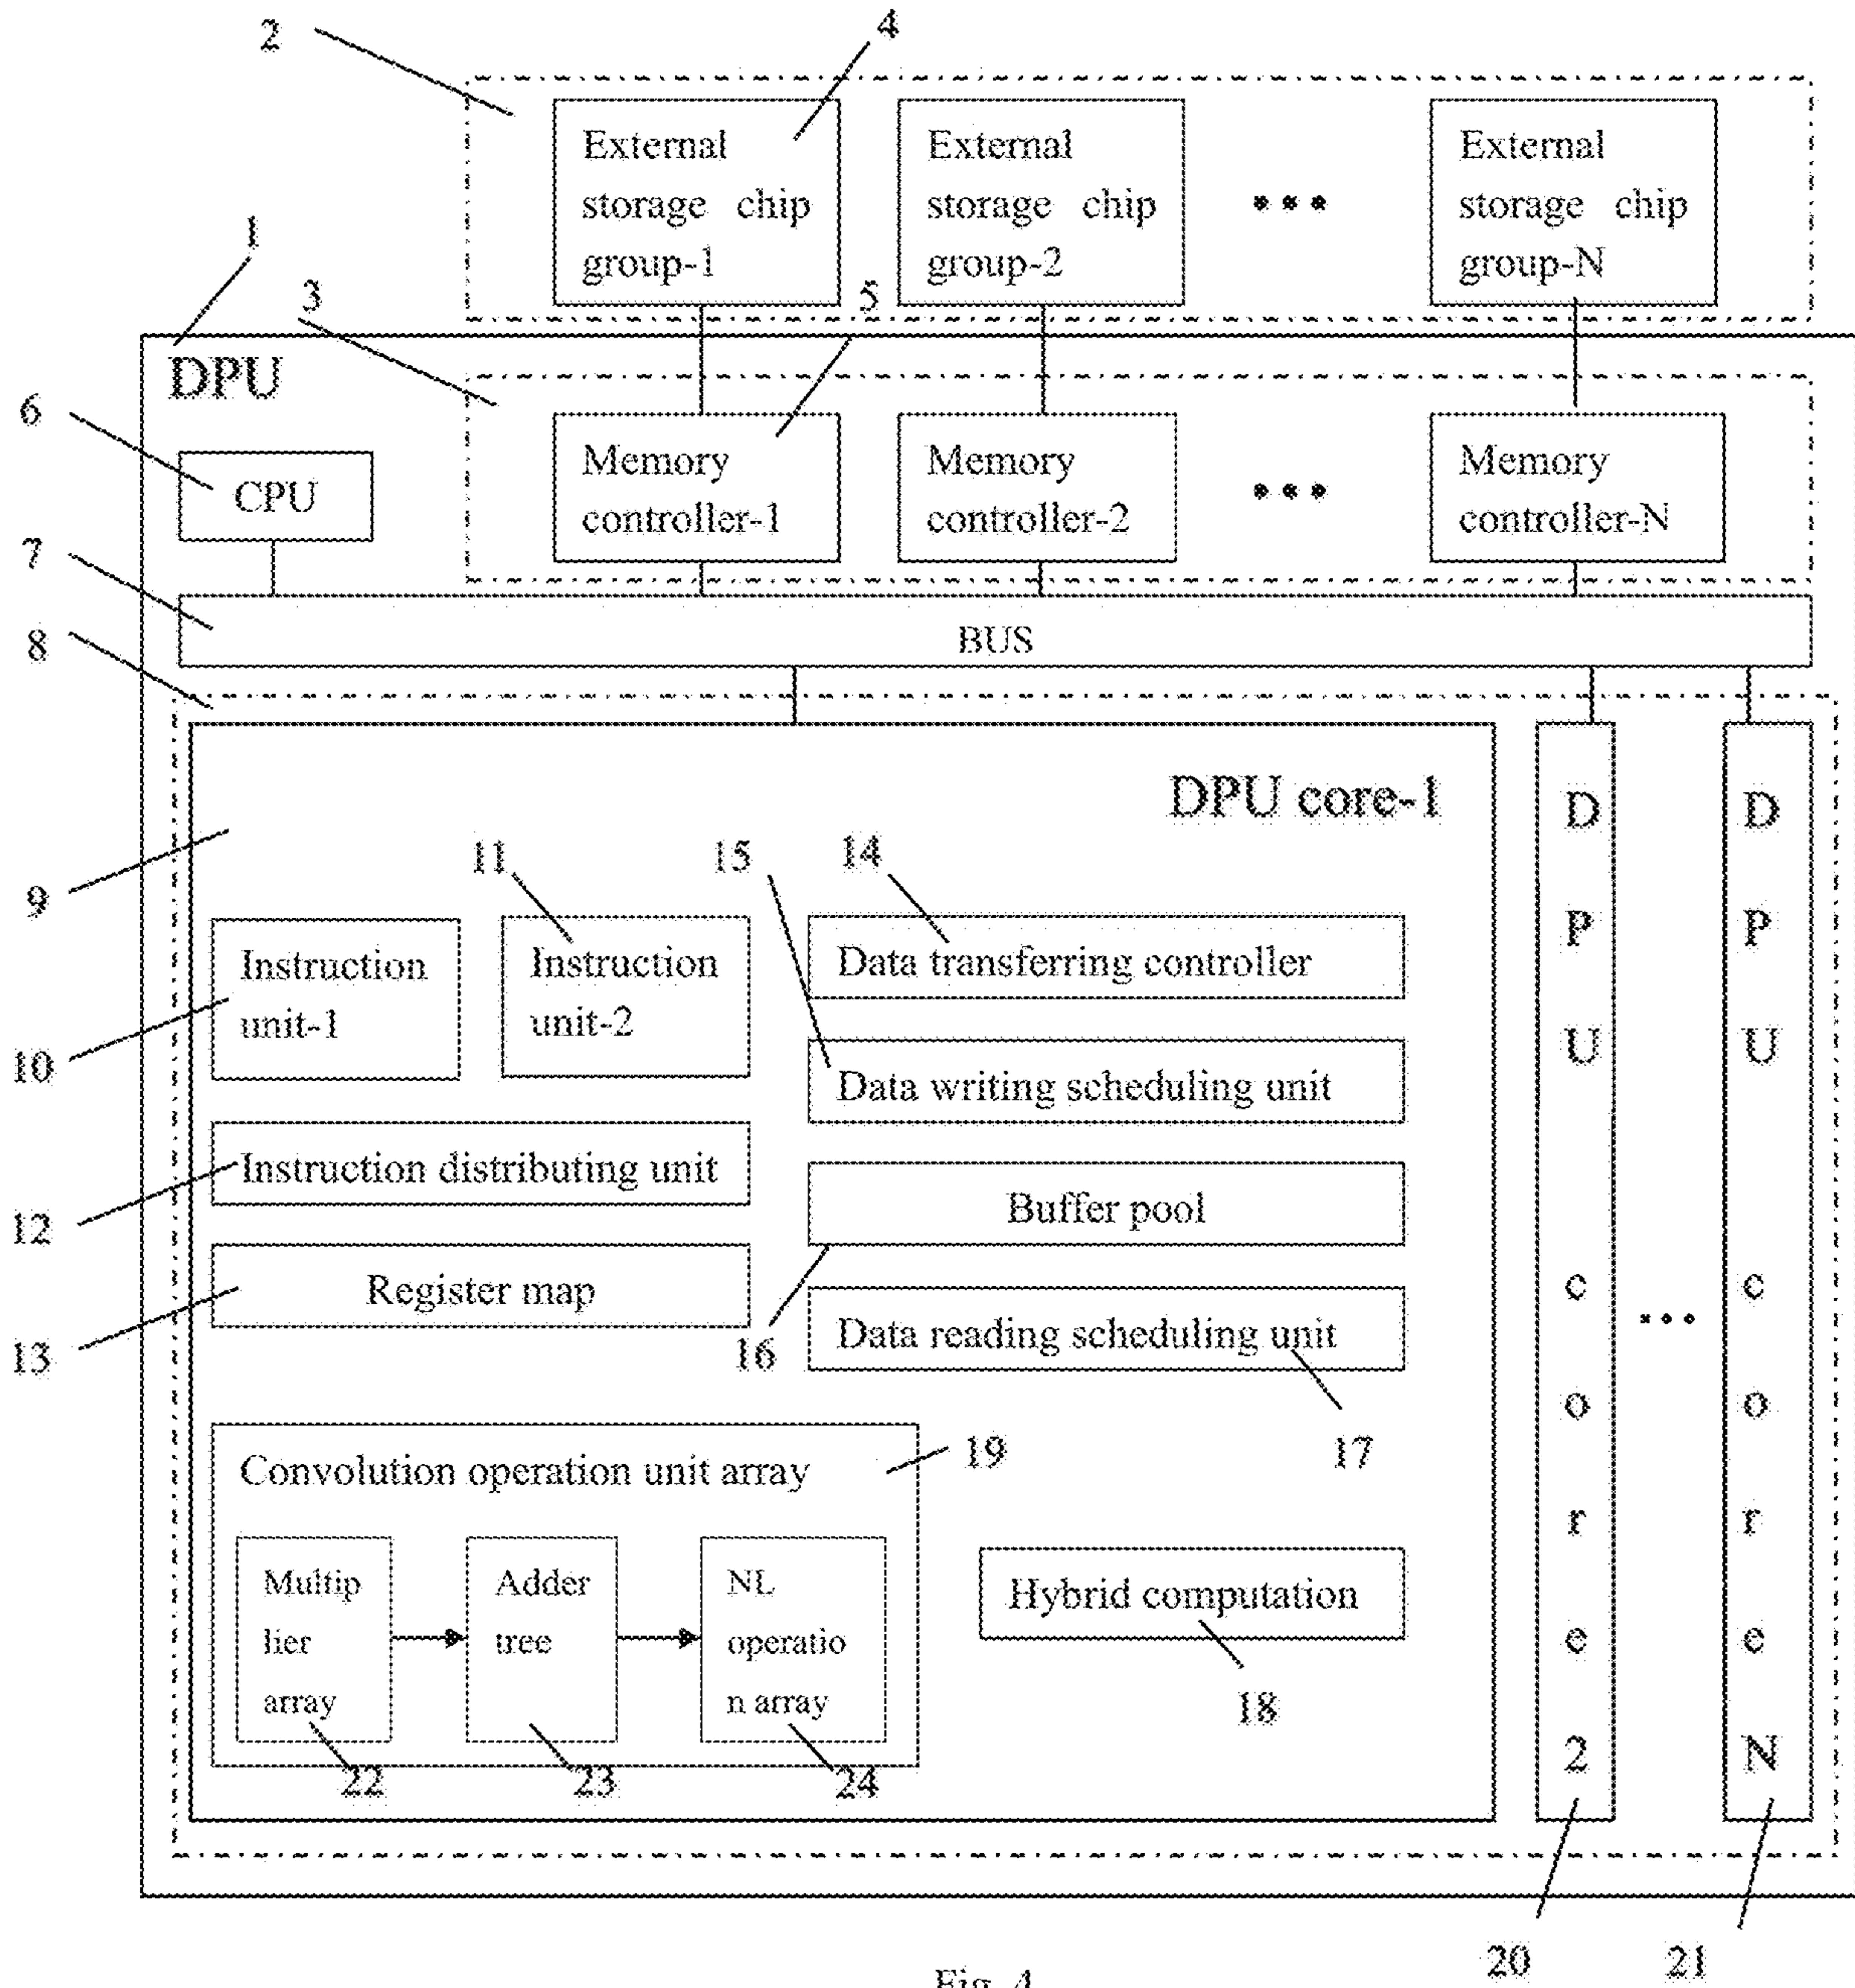 2
4
External
storage chip
group-1
External
storage chip
group-2
•••
External
storage chip
group-N
1
3
5
DPU
6
CPU
Memory
controller-1
Memory
controller-2
•••
Memory
controller-N
7
BUS
8
DPU core-1
9
11
15
14
Instruction
unit-1
Instruction
unit-2
Data transferring controller
10
Data writing scheduling unit
Instruction distributing unit
12
Buffer pool
Register map
13
16
Data reading scheduling unit
17
Convolution operation unit array
19
Multip
lier
array
Adder
tree
NL
operatio
n array
Hybrid computation
18
22
23
24
D
P
U
c
o
r
e
2
•••
D
P
U
c
o
r
e
N
20
21
Fig. 4